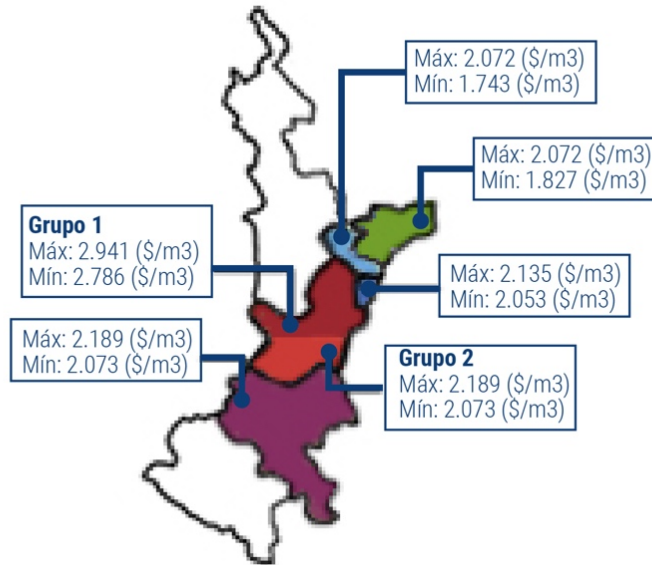 Máx: 2.072 ($/m3)
Mín: 1.743 ($/m3)
Máx: 2.072 ($/m3)
Mín: 1.827 ($/m3)
Grupo 1
Máx: 2.941 ($/m3)
Mín: 2.786 ($/m3)
Máx: 2.135 ($/m3)
Mín: 2.053 ($/m3)
Máx: 2.189 ($/m3)
Mín: 2.073 ($/m3)
Grupo 2
Máx: 2.189 ($/m3)
Mín: 2.073 ($/m3)